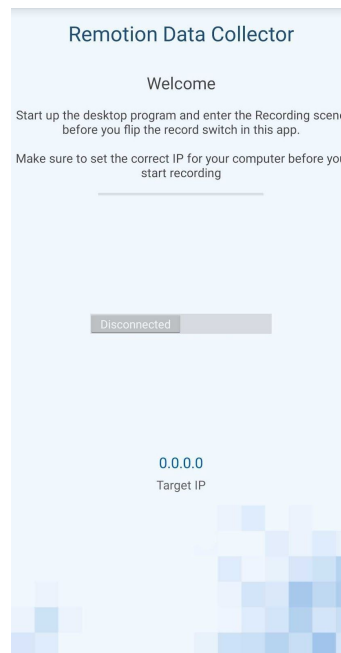 Remotion Data Collector
Welcome
Start up the desktop program and enter the Recording scen
before you flip the record switch in this app.
Make sure to set the correct IP for your computer before you
start recording
Disconnected
0.0.0.0
Target IP